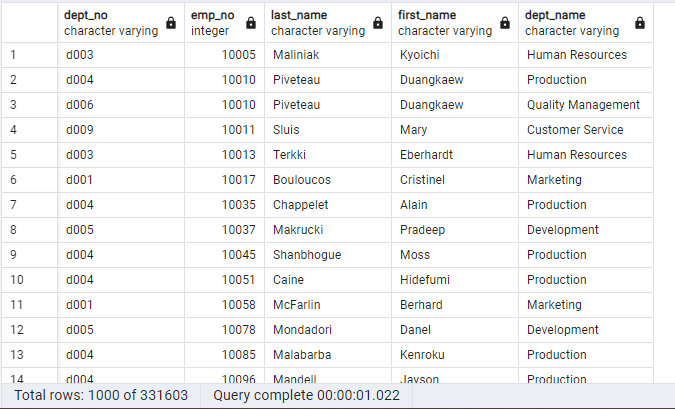 dept_no emp_no last_name first_name dept_name
character varying integer character varying character varying character varying
1 d003 10005 Maliniak Kyoichi Human Resources
2 d004 10010 Piveteau Duangkaew Production
3 d006 10010 Piveteau Duangkaew Quality Management
4 d009 10011 Sluis Mary Customer Service
5 d003 10013 Terkki Eberhardt Human Resources
6 d001 10017 Bouloucos Cristinel Marketing
7 d004 10035 Chappelet Alain Production
8 d005 10037 Makrucki Pradeep Development
9 d004 10045 Shanbhogue Moss Production
10 d004 10051 Caine Hidefumi Production
11 d001 10058 McFarlin Berhard Marketing
12 d005 10078 Mondadori Danel Development
13 d004 10085 Malabarba Kenroku Production
14 d004 10096 Mandell Jayson Production
Total rows: 1000 of 331603 Query complete 00:00:01.022